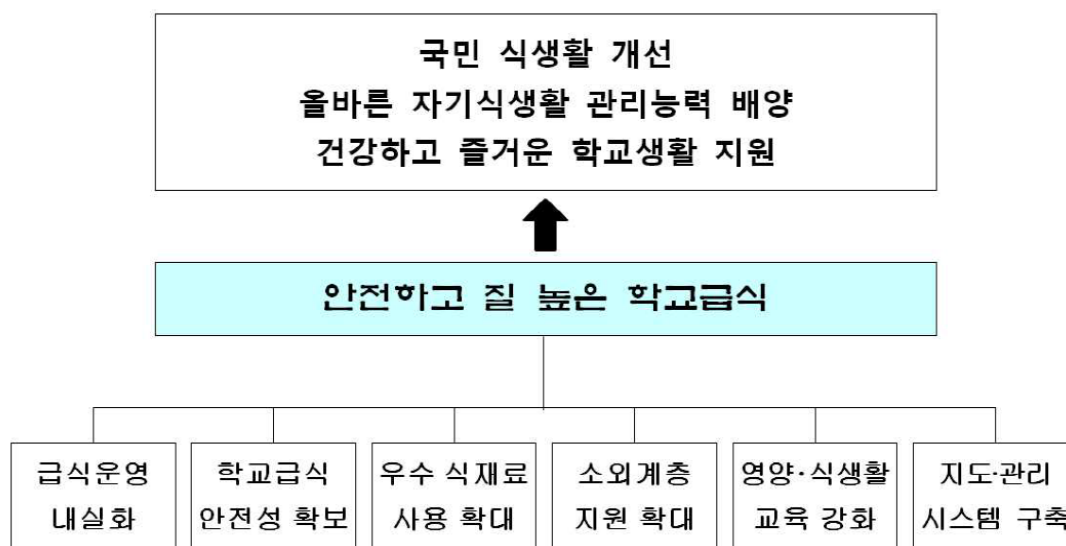 국민 식생활 개선
올바른 자기식생활 관리능력 배양
건강하고 즐거운 학교생활 지원
안전하고 질 높은 학교급식
급식운영
내실화
학교급식
안전성 확보
우수 식재료
사용 확대
소외계층
지원 확대
영양·식생활
교육 강화
지도·관리
시스템 구축